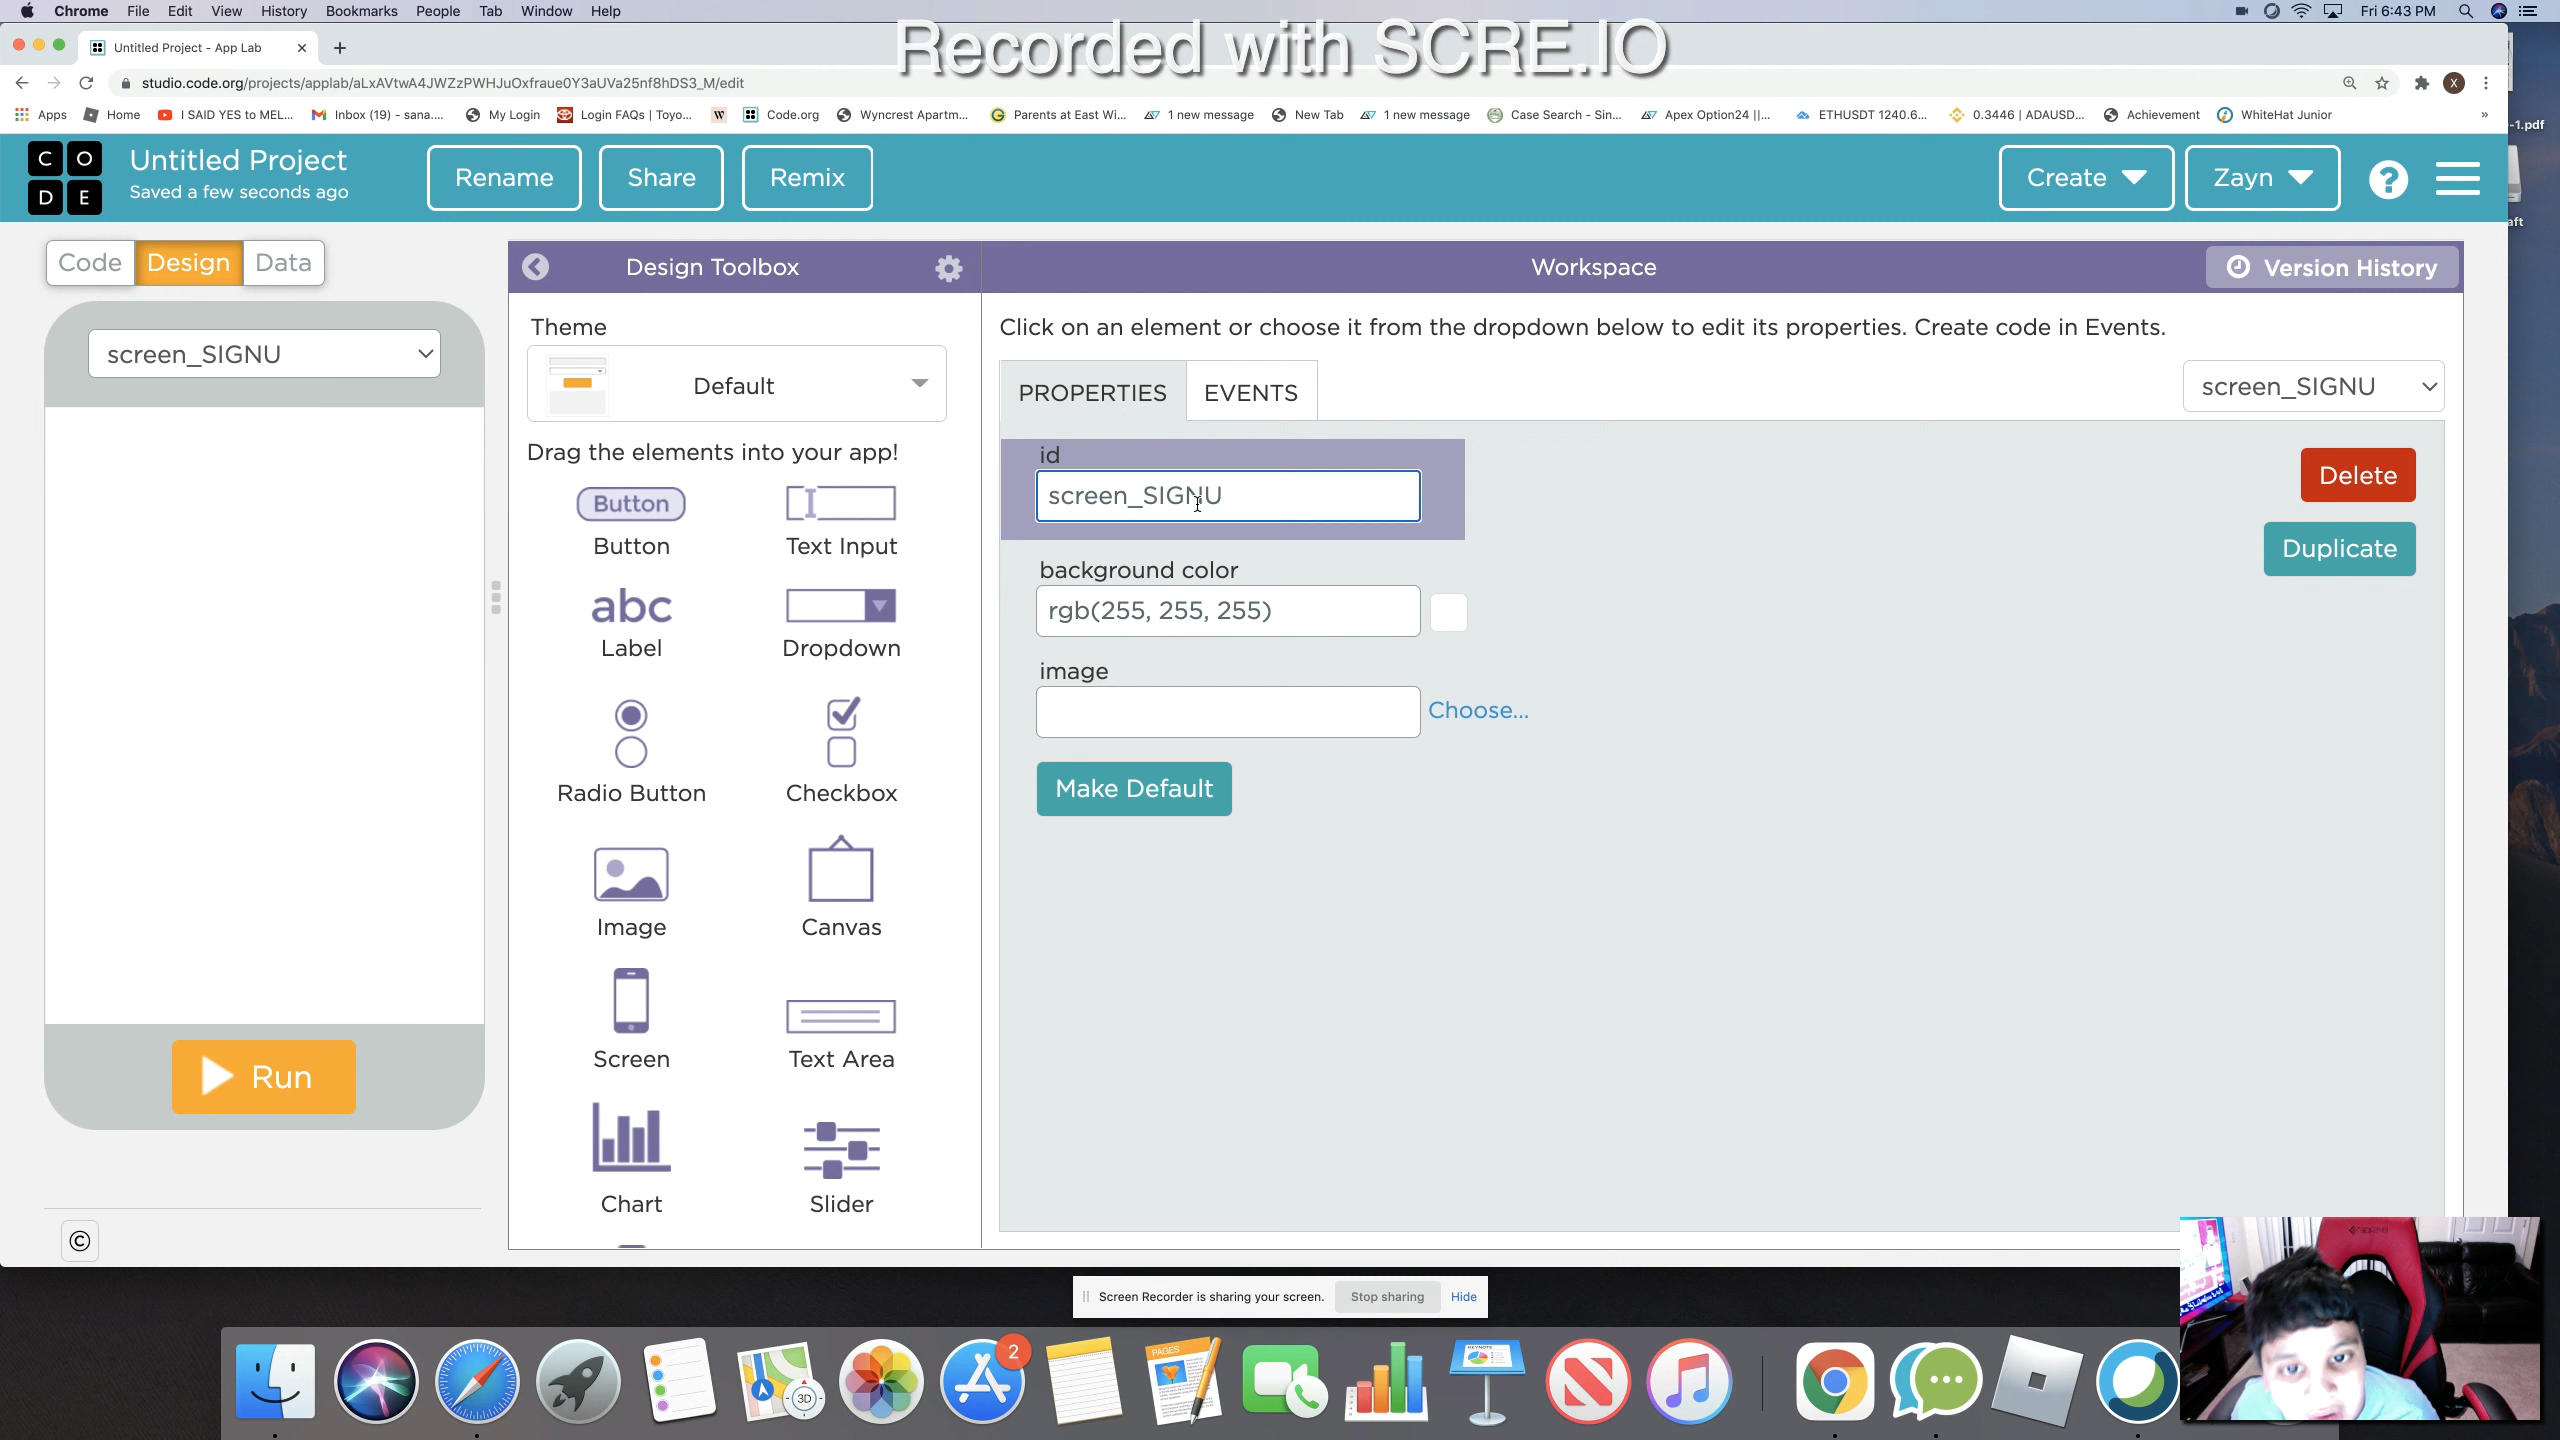 Chrome File Edit View History Bookmarks People Tab Window Help Fri 6:43 PM
Recorded with SCRE.IO
Untitled Project - App Lab
studio.code.org/projects/applab/aLxAVtwA4JWZzPWHJuOxfraue0Y3aUVa25nf8hDS3_M/edit X
Apps Home I SAID YES to MEL... Inbox (19) - sana.... My Login Login FAQs | Toyo... W Code.org Wyncrest Apartm... Parents at East Wi... 1 new message New Tab 1 new message Case Search - Sin... Apex Option24 ||... ETHUSDT 1240.6... 0.3446 | ADAUSD... Achievement WhiteHat Junior »
-1.pdf
aft
C O D E
Untitled Project
Saved a few seconds ago
Rename Share Remix Create Zayn ?
Code Design Data
Design Toolbox Workspace Version History
screen_SIGNU
Theme
Default
Drag the elements into your app!
Button
Button Text Input
abc
Label Dropdown
Radio Button Checkbox
Image Canvas
Screen Text Area
Chart Slider
Click on an element or choose it from the dropdown below to edit its properties. Create code in Events.
PROPERTIES EVENTS screen_SIGNU
id
screen_SIGNU
Delete
Duplicate
background color
rgb(255, 255, 255)
image
Choose...
Make Default
Run
©
Screen Recorder is sharing your screen. Stop sharing Hide
2
3D
PAGES
KEYNOTE